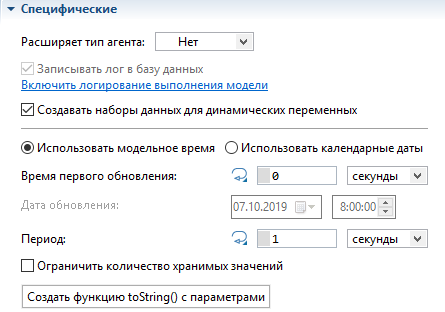 Специфические
Расширяет тип агента: Нет
Записывать лог в базу данных
Включить логирование выполнения модели
Создавать наборы данных для динамических переменных
Использовать модельное время Использовать календарные даты
Время первого обновления: 0 секунды
Дата обновления: 07.10.2019 8:00:00
Период: 1 секунды
Ограничить количество хранимых значений
Создать функцию toString() с параметрами